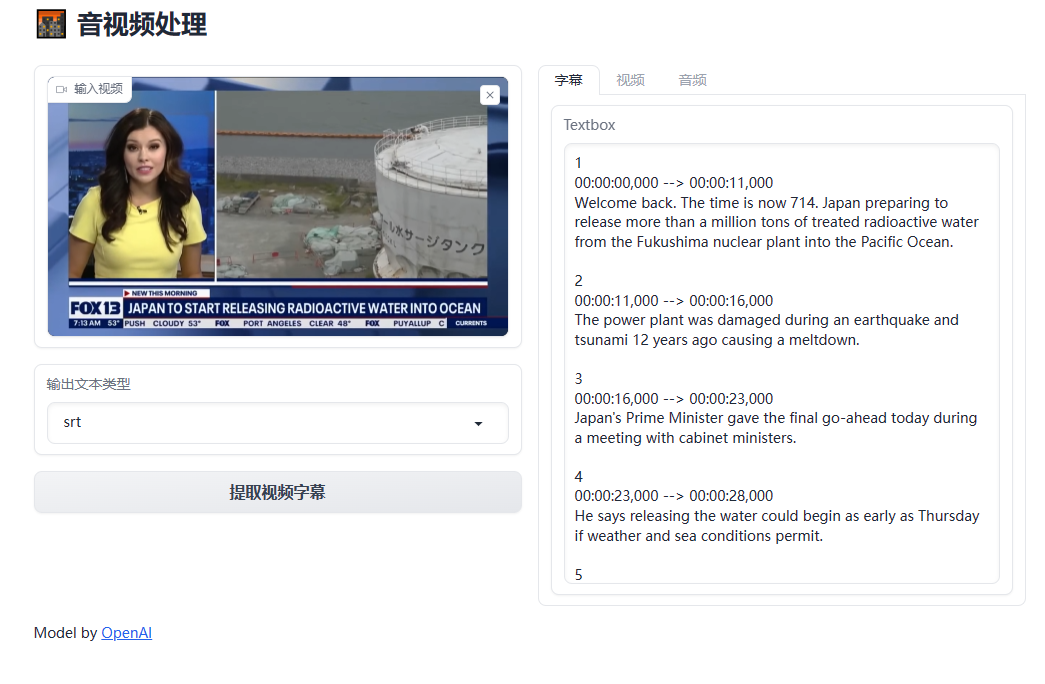 音视频处理
输入视频
ル水サージタンク
NEW THIS MORNING
FOX 13 JAPAN TO START RELEASING RADIOACTIVE WATER INTO OCEAN
7:13 AM 53° PUSH CLOUDY 53° FOX PORT ANGELES CLEAR 48° FOX PUYALLUP C CURRENTS
输出文本类型
srt
提取视频字幕
字幕 视频 音频
Textbox
1
00:00:00,000 --> 00:00:11,000
Welcome back. The time is now 714. Japan preparing to
release more than a million tons of treated radioactive water
from the Fukushima nuclear plant into the Pacific Ocean.
2
00:00:11,000 --> 00:00:16,000
The power plant was damaged during an earthquake and
tsunami 12 years ago causing a meltdown.
3
00:00:16,000 --> 00:00:23,000
Japan's Prime Minister gave the final go-ahead today during
a meeting with cabinet ministers.
4
00:00:23,000 --> 00:00:28,000
He says releasing the water could begin as early as Thursday
if weather and sea conditions permit.
5
Model by OpenAI